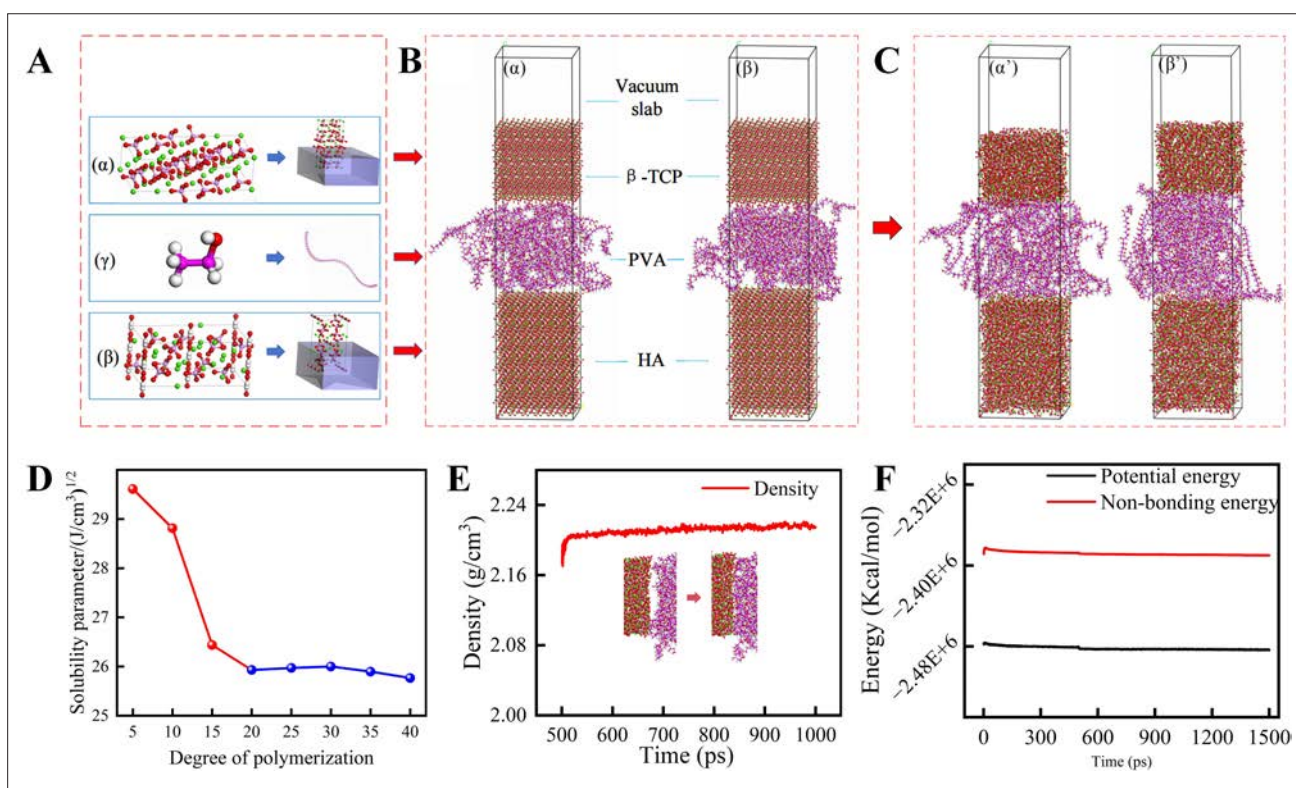 A
(α)
(γ)
(β)
B
(α)
(β)
Vacuum
slab
β -TCP
PVA
HA
C
(α’)
(β’)
D
Solubility parameter/(J/cm³)¹/²
29
28
27
26
25
5 10 15 20 25 30 35 40
Degree of polymerization
E
Density
Density (g/cm³)
2.24
2.16
2.08
2.00
500 600 700 800 900 1000
Time (ps)
F
Potential energy
Non-bonding energy
Energy (Kcal/mol)
−2.32E+6
−2.40E+6
−2.48E+6
0 300 600 900 1200 1500
Time (ps)